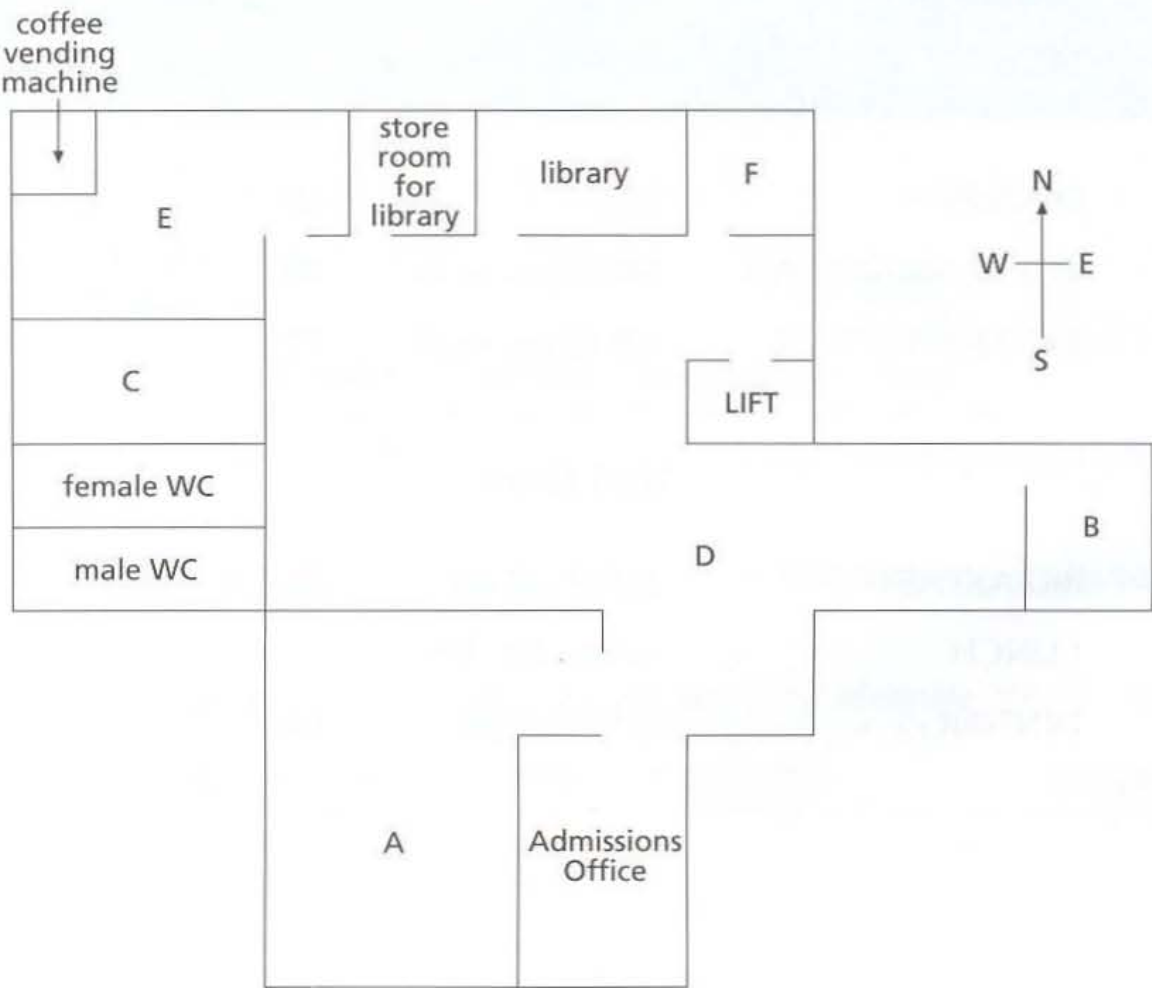 coffee
vending
machine
store
room
for
library
library
F
N
E
W E
C
S
LIFT
female WC
B
male WC
D
A
Admissions
Office